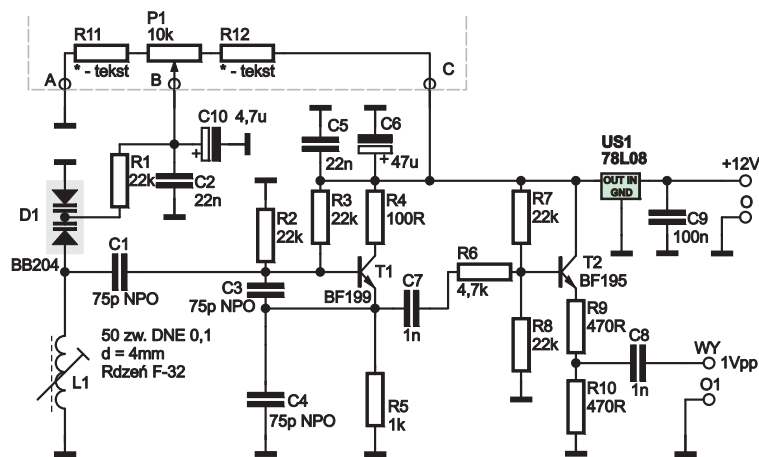 R11
P1
10k
R12
* - tekst
* - tekst
A
B
C
C10 4,7u
+
R1
22k
C2
22n
D1
BB204
C1
75p NPO
R2
22k
C3
75p NPO
C5
22n
C6
+
47u
R3
22k
R4
100R
T1
BF199
C7
1n
R6
4,7k
R7
22k
R8
22k
T2
BF195
R9
470R
R10
470R
C8
1n
US1
78L08
OUT IN
GND
C9
100n
+12V
O
WY
1Vpp
O1
50 zw. DNE 0,1
d = 4mm
Rdzeń F-32
L1
C4
75p NPO
R5
1k